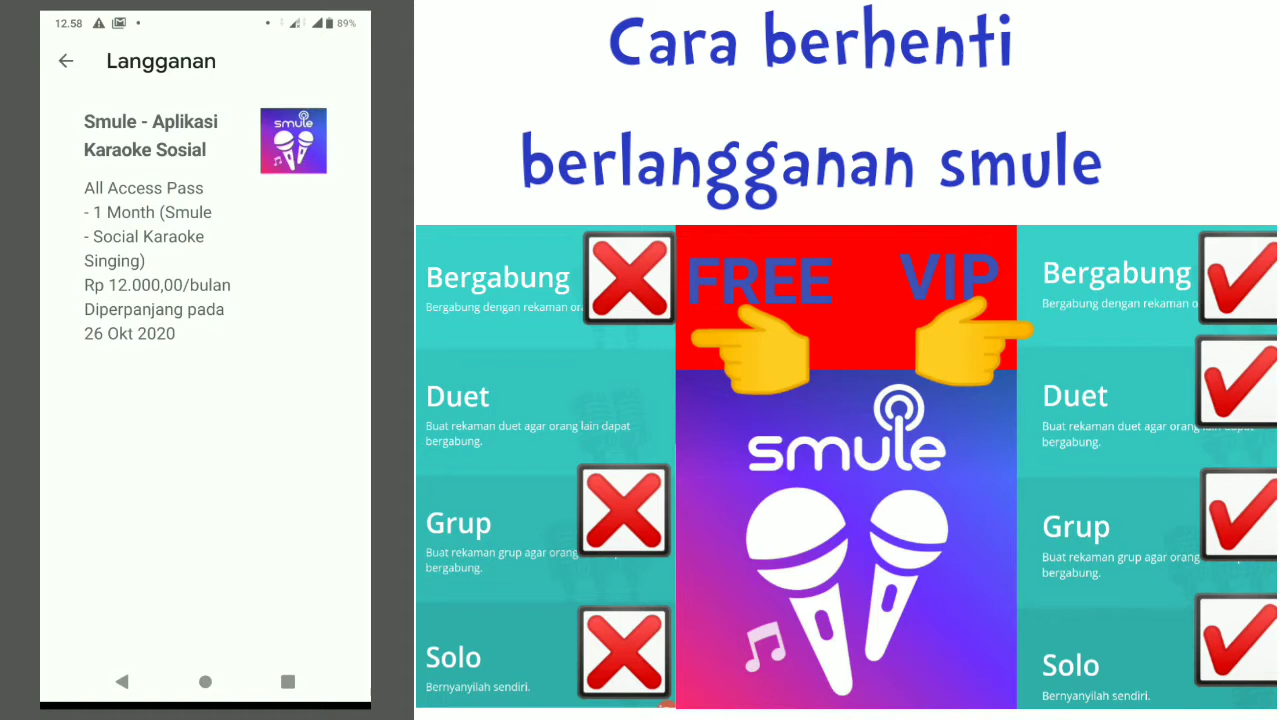 12.58
89%
Langganan
Smule - Aplikasi
Karaoke Sosial
smule
All Access Pass
- 1 Month (Smule
- Social Karaoke
Singing)
Rp 12.000,00/bulan
Diperpanjang pada
26 Okt 2020
Cara berhenti
berlangganan smule
Bergabung
Bergabung dengan rekaman
Duet
Buat rekaman duet agar orang lain dapat
bergabung.
Grup
Buat rekaman grup agar orang
bergabung.
Solo
Bernyanyilah sendiri.
FREE
VIP
smule
Bergabung
Bergabung dengan rekaman
Duet
Buat rekaman duet agar orang lain dapat
bergabung.
Grup
Buat rekaman grup agar orang
bergabung.
Solo
Bernyanyilah sendiri.